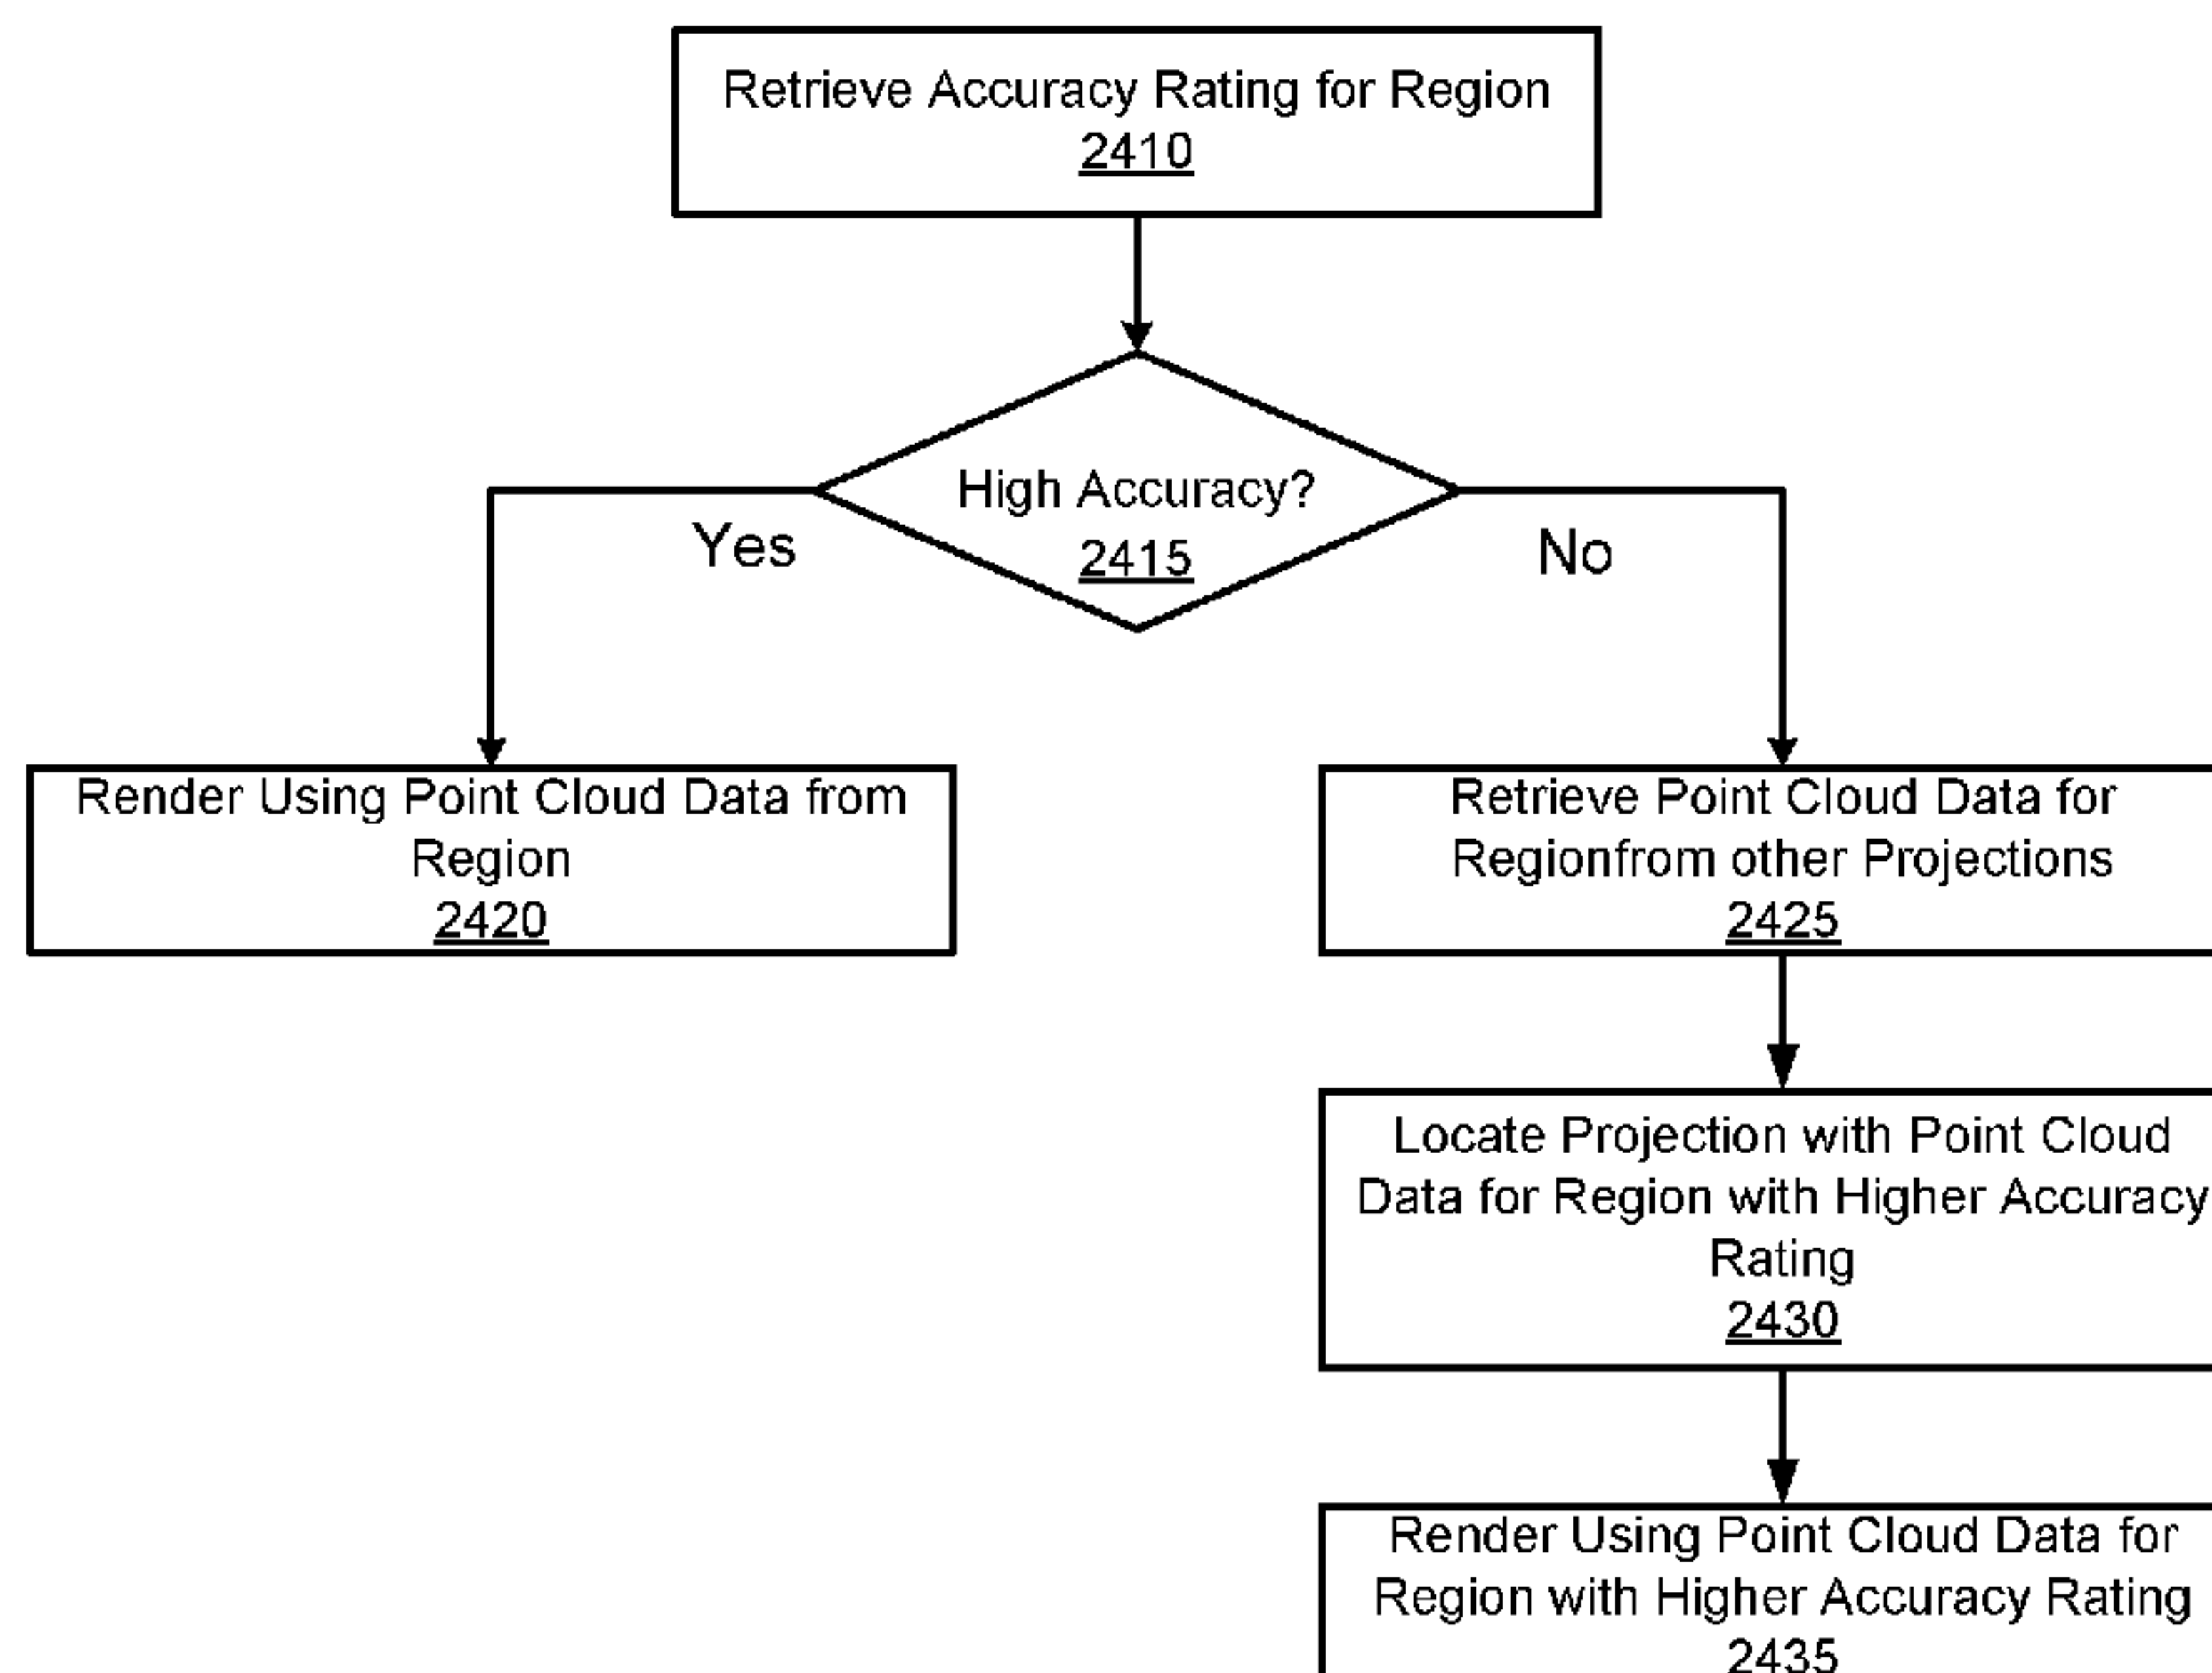 Retrieve Accuracy Rating for Region
2410
High Accuracy?
2415
Yes
No
Render Using Point Cloud Data from
Region
2420
Retrieve Point Cloud Data for
Regionfrom other Projections
2425
Locate Projection with Point Cloud
Data for Region with Higher Accuracy
Rating
2430
Render Using Point Cloud Data for
Region with Higher Accuracy Rating
2435